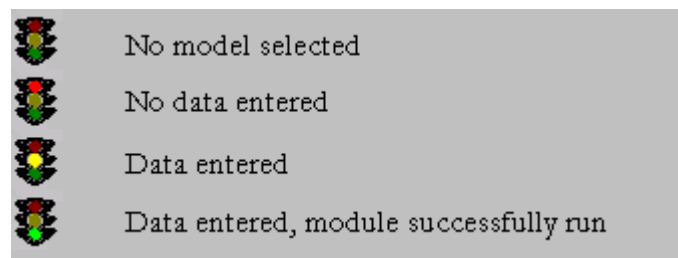 No model selected
No data entered
Data entered
Data entered, module successfully run